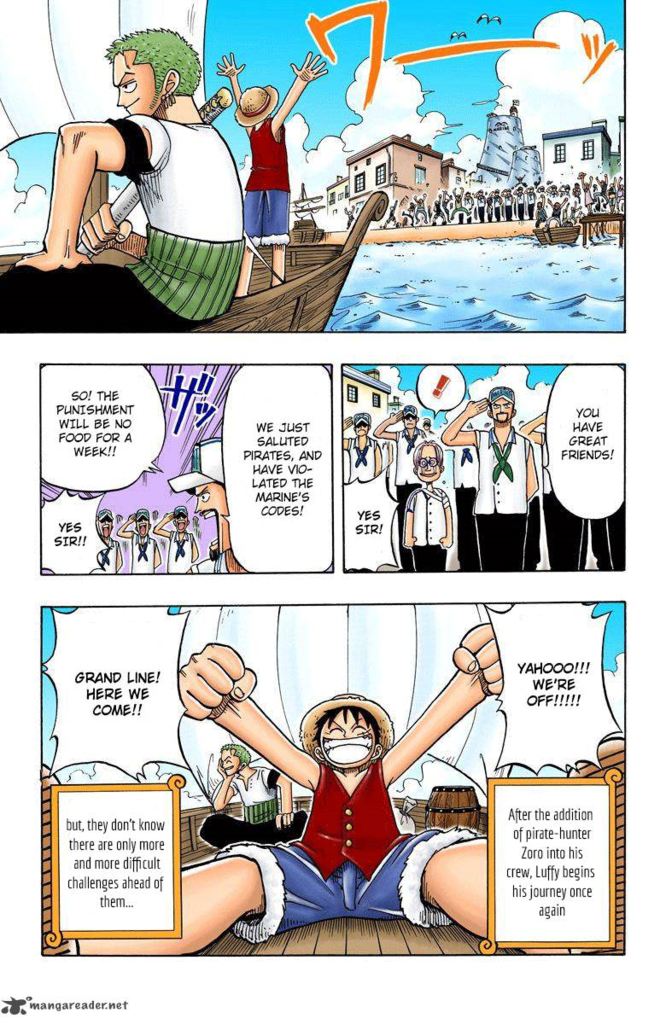 ワーッ
YOU
HAVE
GREAT
FRIENDS!
!
YES
SIR!
WE JUST
SALUTED
PIRATES, AND
HAVE VIO-
LATED THE
MARINE'S
CODES!
ザッ
SO! THE
PUNISHMENT
WILL BE NO
FOOD FOR A
WEEK!!
YES
SIR!!
YAHOOO!!!
WE'RE
OFF!!!!!
GRAND LINE!
HERE WE
COME!!
After the addition
of pirate-hunter
Zoro into his
crew, Luffy begins
his journey once
again
but, they don't know
there are only more
and more difficult
challenges ahead of
them...
mangareader.net